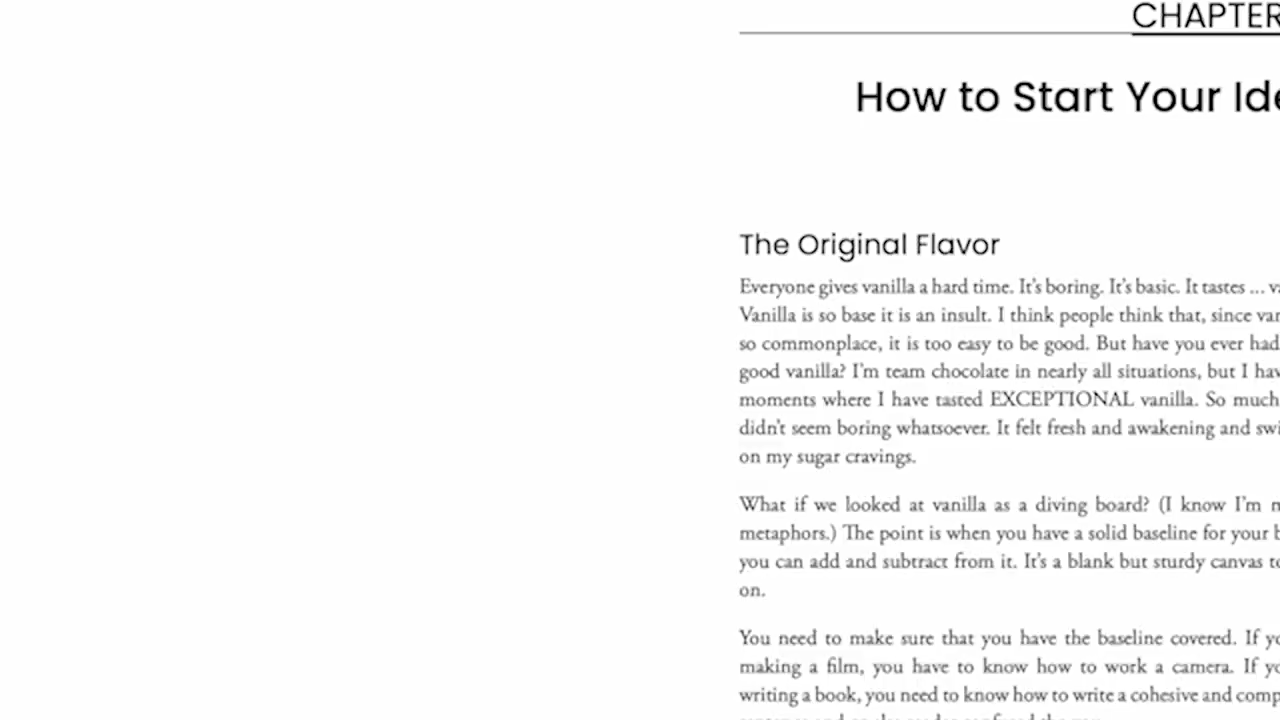 CHAPTER
How to Start Your
The Original Flavor
Everyone gives vanilla a hard time. It's boring. It's basic. It tastes ...
Vanilla is so base it is an insult. I think people think that, since
so commonplace, it is too easy to be good. But have you ever had
good vanilla? I'm team chocolate in nearly all situations, but I
moments where I have tasted EXCEPTIONAL vanilla. So much
didn't seem boring whatsoever. It felt fresh and awakening and
on my sugar cravings.
What if we looked at vanilla as a diving board? (I know I'm
metaphors.) The point is when you have a solid baseline for your
you can add and subtract from it. It's a blank but sturdy canvas
on.
You need to make sure that you have the baseline covered. If
making a film, you have to know how to work a camera. If
writing a book, you need to know how to write a cohesive and